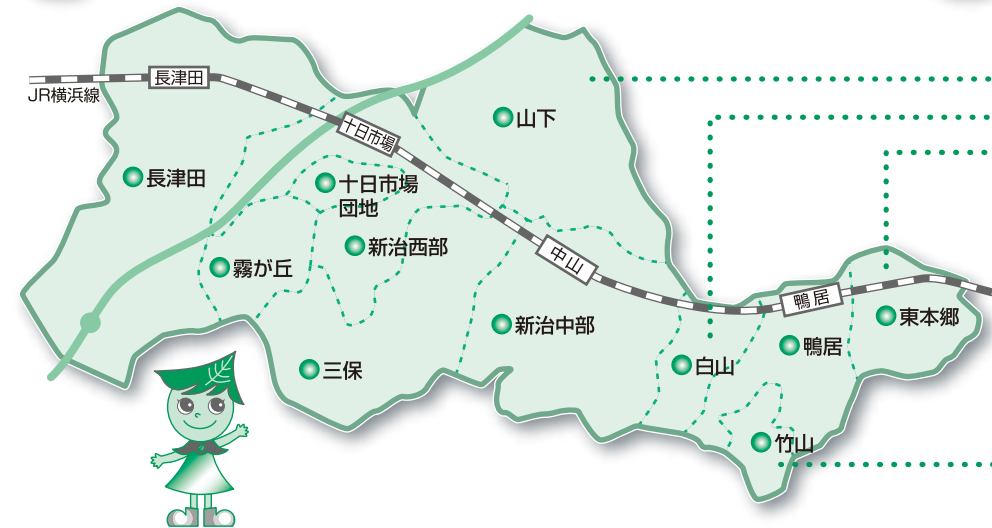 長津田
JR横浜線
十日市場
山下
長津田
十日市場
団地
新治西部
霧が丘
中山
鴨居
新治中部
東本郷
鴨居
三保
白山
竹山